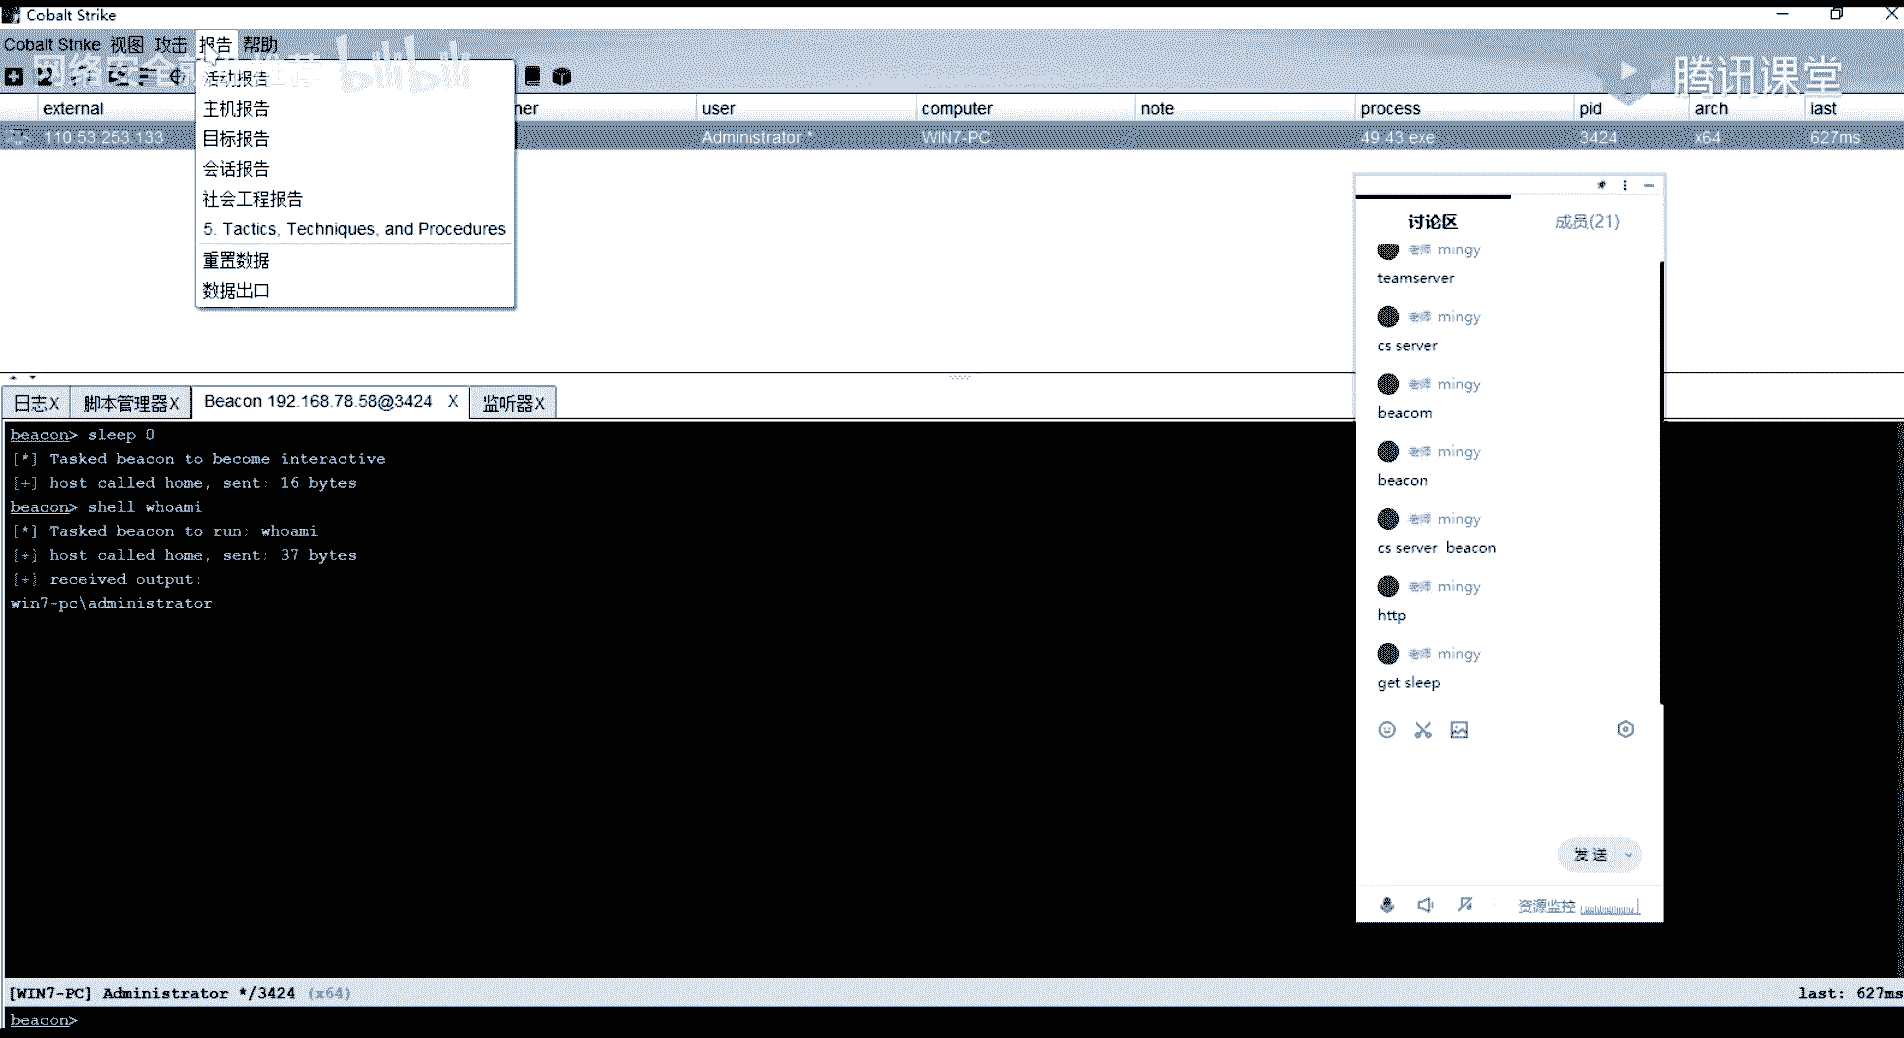 Cobalt Strike
Cobalt Strike 视图 攻击 报告 帮助
网络安全
bilibili
腾讯课堂
活动报告
主机报告
目标报告
会话报告
社会工程报告
5. Tactics, Techniques, and Procedures
重置数据
数据出口
external ner user computer note process pid arch last
110.53.253.133 Administrator * WIN7-PC 49.43.exe 3424 x64 627ms
日志X 脚本管理器X Beacon 192.168.78.58@3424 X 监听器X
beacon> sleep 0
[*] Tasked beacon to become interactive
[+] host called home, sent: 16 bytes
beacon> shell whoami
[*] Tasked beacon to run: whoami
[+] host called home, sent: 37 bytes
[+] received output:
win7-pc\administrator
[WIN7-PC] Administrator */3424 (x64) last: 627ms
beacon>
讨论区 成员(21)
老师 mingy
teamserver
老师 mingy
cs server
老师 mingy
beacom
老师 mingy
beacon
老师 mingy
cs server beacon
老师 mingy
http
老师 mingy
get sleep
发送
资源监控